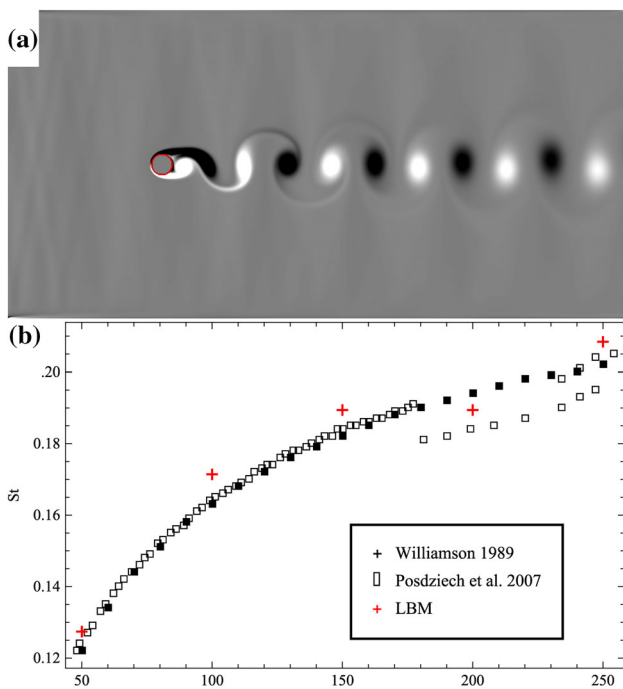 (a)
(b)
.20
0.18
0.16
0.14
0.12
St
Williamson 1989
Posdziech et al. 2007
LBM
50 100 150 200 250